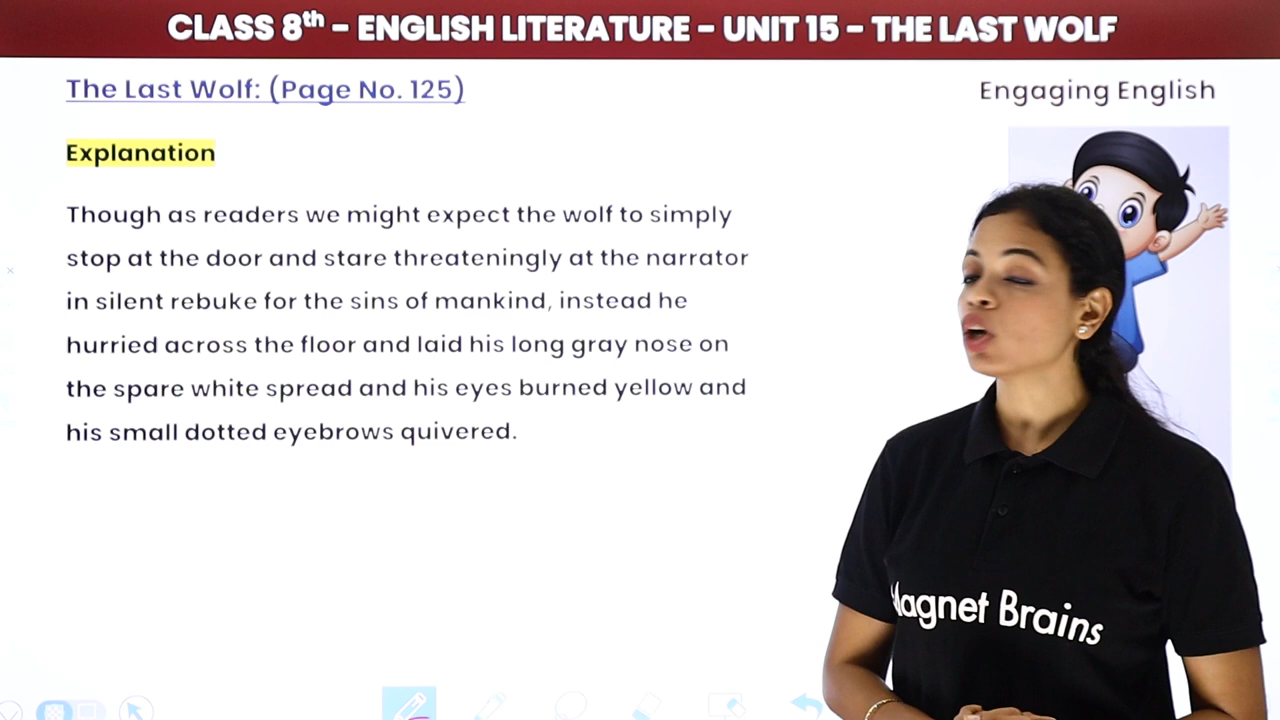 CLASS 8th - ENGLISH LITERATURE - UNIT 15 - THE LAST WOLF
The Last Wolf: (Page No. 125)
Engaging English
Explanation
Though as readers we might expect the wolf to simply
stop at the door and stare threateningly at the narrator
in silent rebuke for the sins of mankind, instead he
hurried across the floor and laid his long gray nose on
the spare white spread and his eyes burned yellow and
his small dotted eyebrows quivered.
Magnet Brains